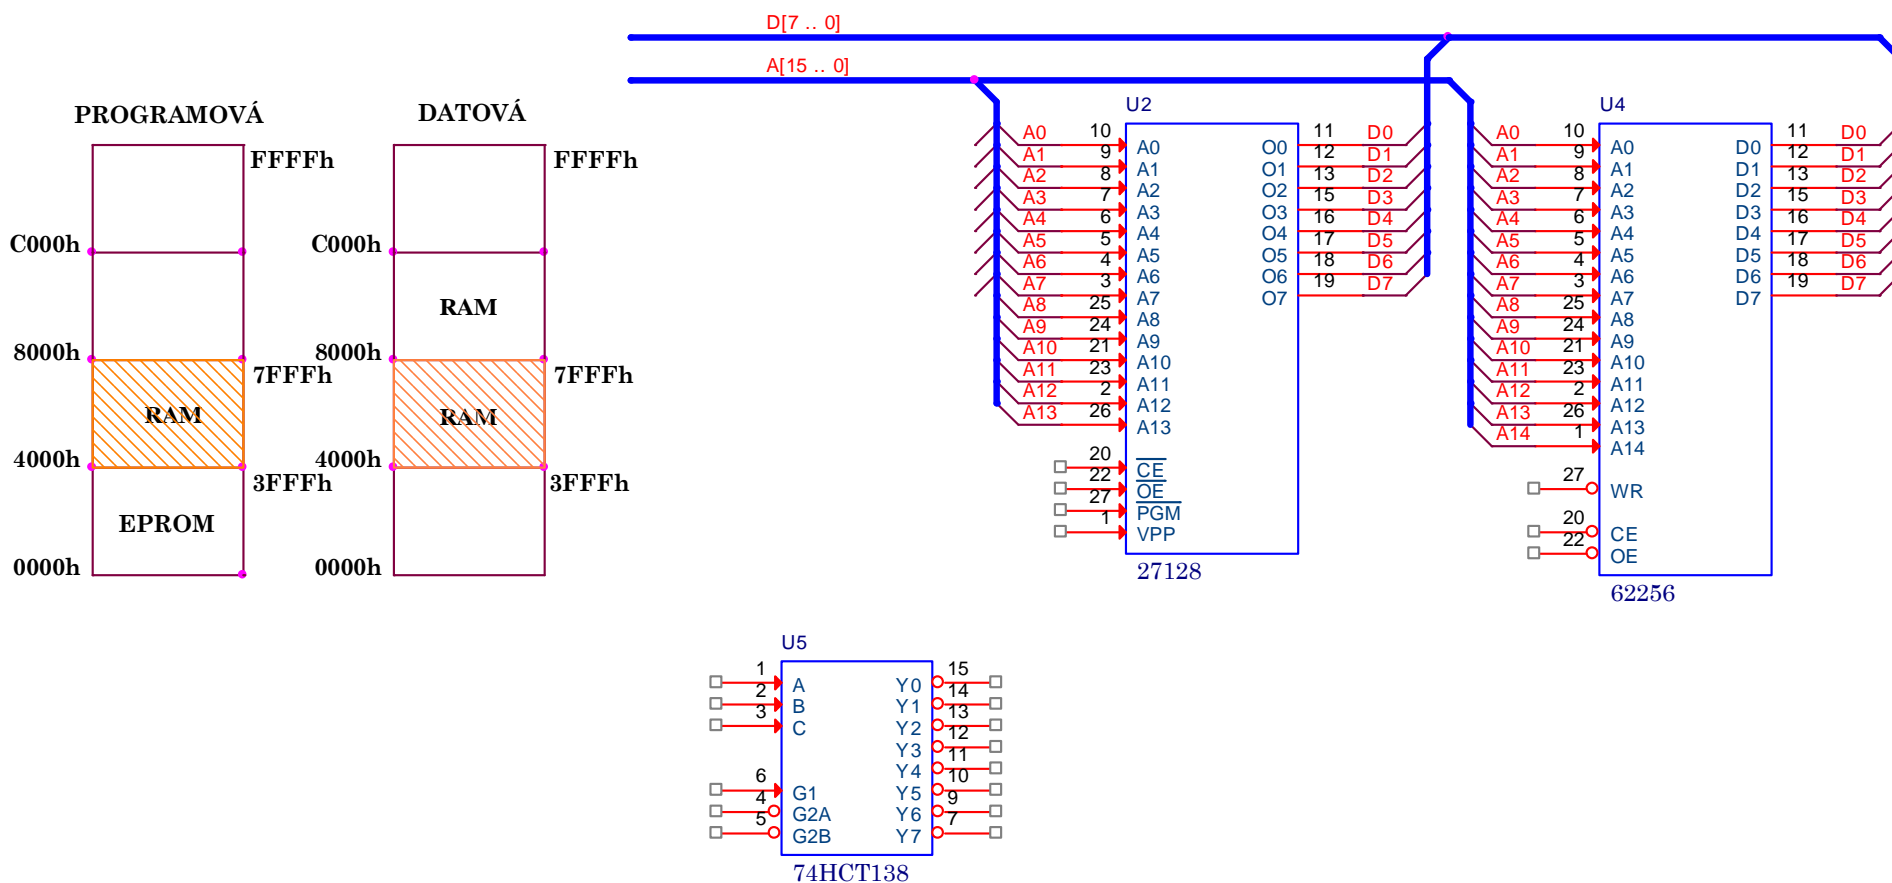 D[7 .. 0]
A[15 .. 0]
PROGRAMOVÁ
FFFFh
C000h
8000h
7FFFh
RAM
4000h
3FFFh
EPROM
0000h
DATOVÁ
FFFFh
C000h
RAM
8000h
7FFFh
RAM
4000h
3FFFh
0000h
U2
A0 10 A0 O0 11 D0
A1 9 A1 O1 12 D1
A2 8 A2 O2 13 D2
A3 7 A3 O3 15 D3
A4 6 A4 O4 16 D4
A5 5 A5 O5 17 D5
A6 4 A6 O6 18 D6
A7 3 A7 O7 19 D7
A8 25 A8
A9 24 A9
A10 21 A10
A11 23 A11
A12 2 A12
A13 26 A13
20 CE
22 OE
27 PGM
1 VPP
27128
U4
A0 10 A0 D0 11 D0
A1 9 A1 D1 12 D1
A2 8 A2 D2 13 D2
A3 7 A3 D3 15 D3
A4 6 A4 D4 16 D4
A5 5 A5 D5 17 D5
A6 4 A6 D6 18 D6
A7 3 A7 D7 19 D7
A8 25 A8
A9 24 A9
A10 21 A10
A11 23 A11
A12 2 A12
A13 26 A13
A14 1 A14
27 WR
20 CE
22 OE
62256
U5
1 A Y0 15
2 B Y1 14
3 C Y2 13
Y3 12
Y4 11
6 G1 Y5 10
4 G2A Y6 9
5 G2B Y7 7
74HCT138